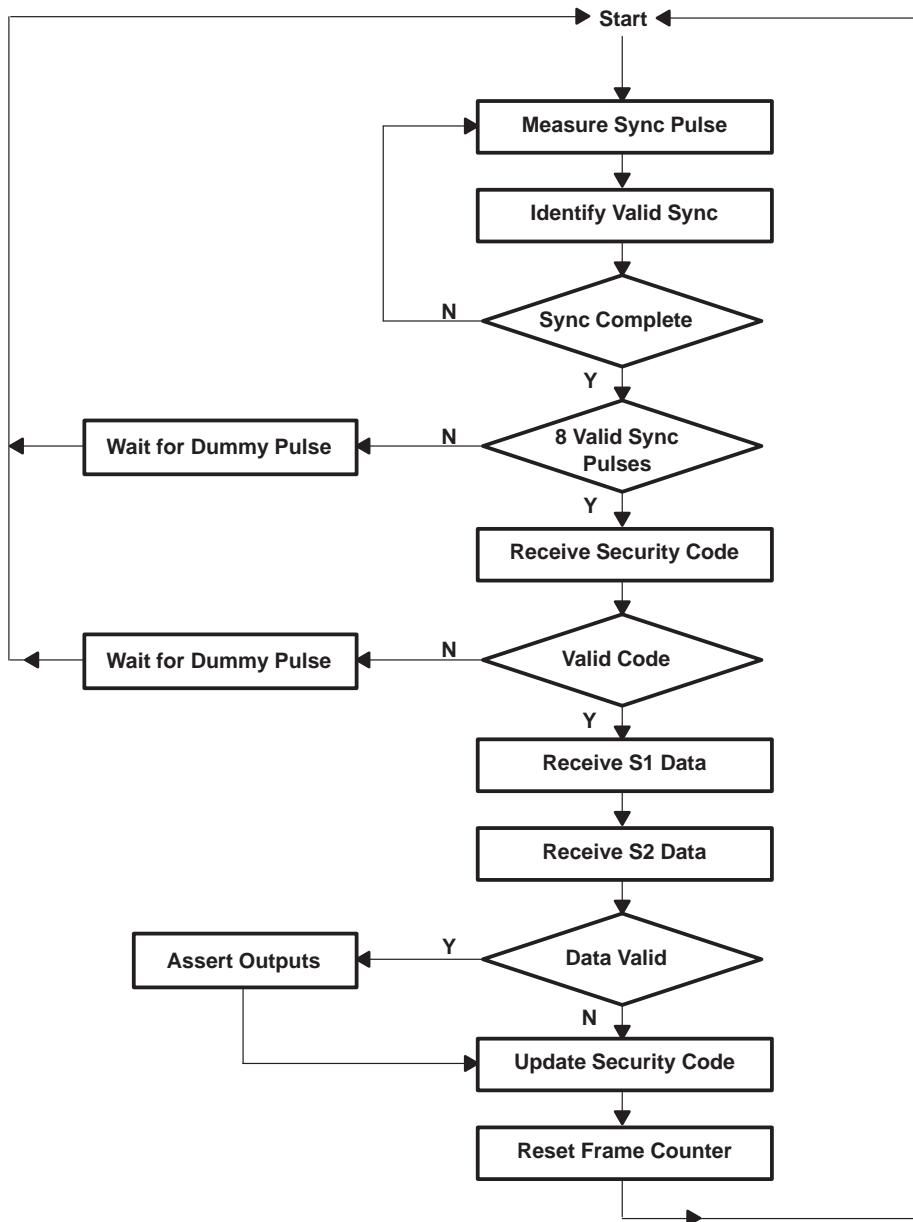 Start
Measure Sync Pulse
Identify Valid Sync
N
Sync Complete
Y
Wait for Dummy Pulse
N
8 Valid Sync
Pulses
Y
Receive Security Code
Wait for Dummy Pulse
N
Valid Code
Y
Receive S1 Data
Receive S2 Data
Assert Outputs
Y
Data Valid
N
Update Security Code
Reset Frame Counter